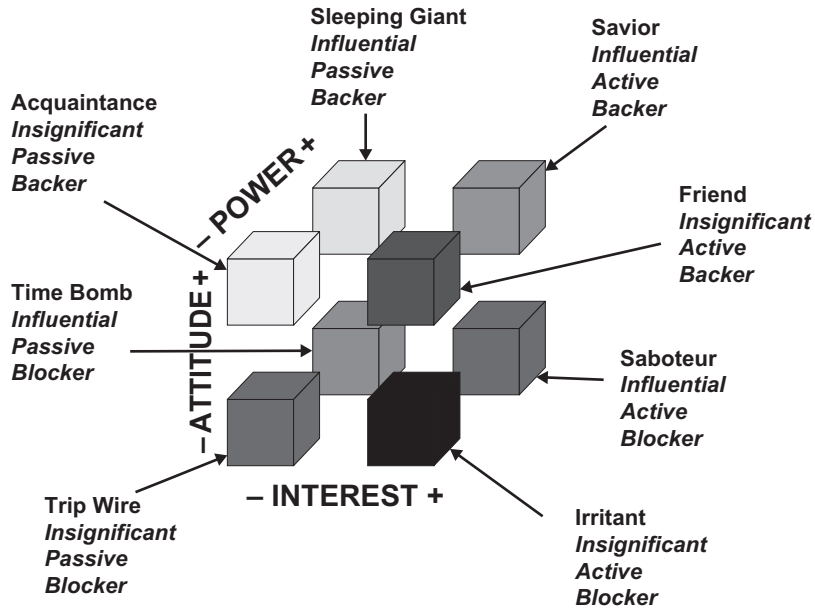 Sleeping Giant
Influential
Passive
Backer
Savior
Influential
Active
Backer
Acquaintance
Insignificant
Passive
Backer
– POWER +
Friend
Insignificant
Active
Backer
Time Bomb
Influential
Passive
Blocker
– ATTITUDE +
Saboteur
Influential
Active
Blocker
– INTEREST +
Trip Wire
Insignificant
Passive
Blocker
Irritant
Insignificant
Active
Blocker